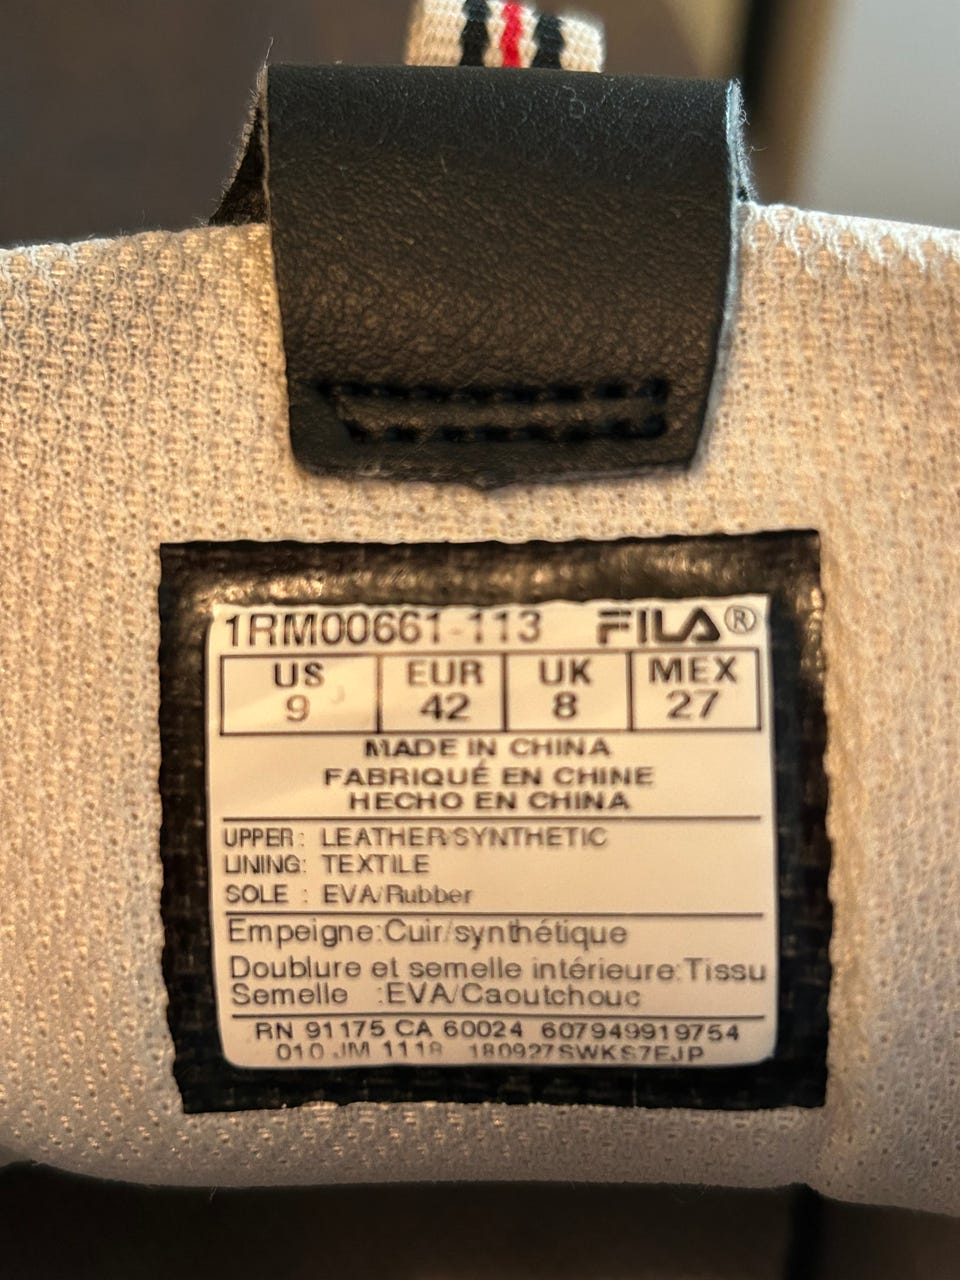 1RM00661-113 FILA®
US EUR UK MEX
9 42 8 27
MADE IN CHINA
FABRIQUÉ EN CHINE
HECHO EN CHINA
UPPER: LEATHER/SYNTHETIC
LINING: TEXTILE
SOLE : EVA/Rubber
Empeigne:Cuir/synthétique
Doublure et semelle intérieure:Tissu
Semelle :EVA/Caoutchouc
RN 91175 CA 60024 607949919754
010 JM 1118 180927SWKS7EJP